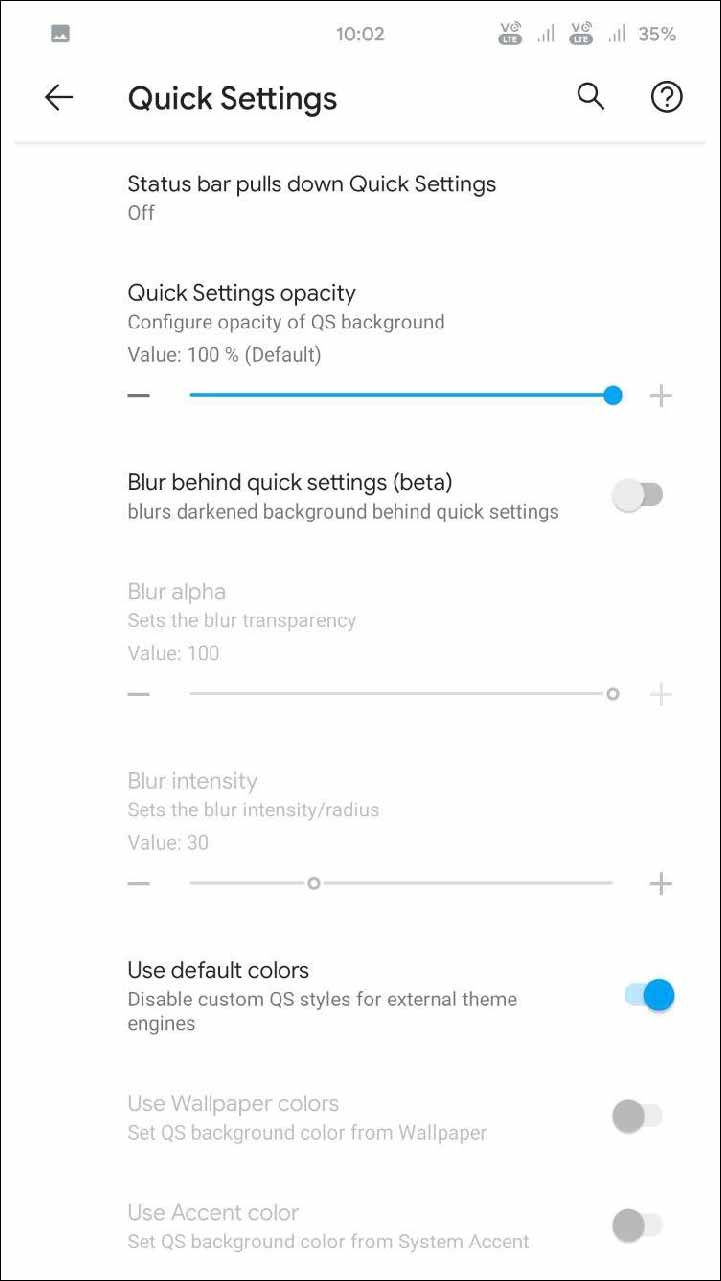 10:02 VO LTE VO LTE 35%
Quick Settings
Status bar pulls down Quick Settings
Off
Quick Settings opacity
Configure opacity of QS background
Value: 100 % (Default)
Blur behind quick settings (beta)
blurs darkened background behind quick settings
Blur alpha
Sets the blur transparency
Value: 100
Blur intensity
Sets the blur intensity/radius
Value: 30
Use default colors
Disable custom QS styles for external theme
engines
Use Wallpaper colors
Set QS background color from Wallpaper
Use Accent color
Set QS background color from System Accent